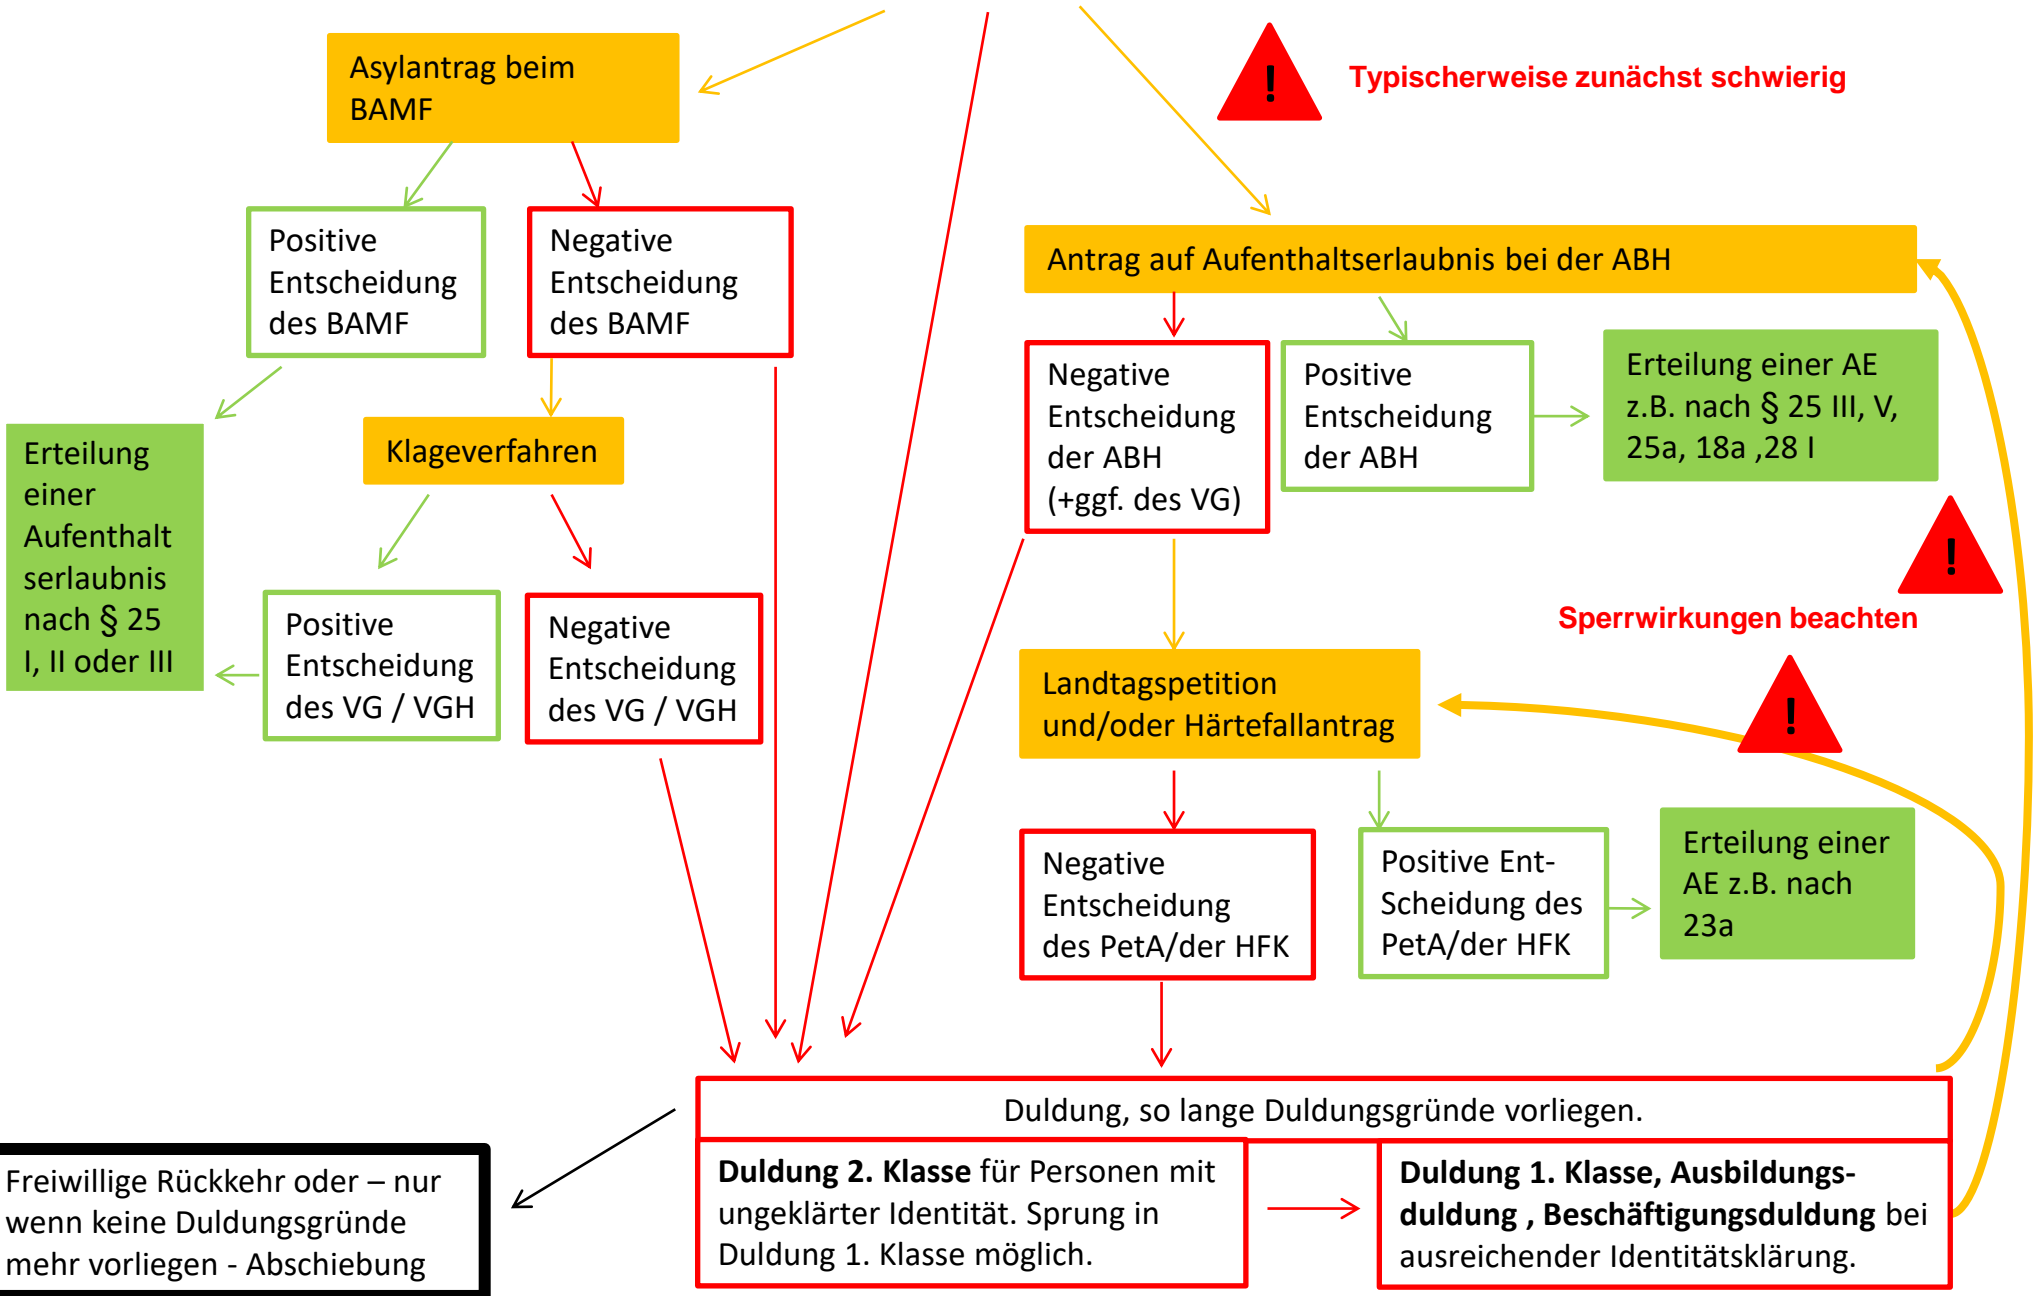 Asylantrag beim
BAMF
!
Typischerweise zunächst schwierig
Positive
Entscheidung
des BAMF
Negative
Entscheidung
des BAMF
Antrag auf Aufenthaltserlaubnis bei der ABH
Erteilung
einer
Aufenthalt
serlaubnis
nach § 25
I, II oder III
Klageverfahren
Negative
Entscheidung
der ABH
(+ggf. des VG)
Positive
Entscheidung
der ABH
Erteilung einer AE
z.B. nach § 25 III, V,
25a, 18a ,28 I
!
Sperrwirkungen beachten
Positive
Entscheidung
des VG / VGH
Negative
Entscheidung
des VG / VGH
Landtagspetition
und/oder Härtefallantrag
!
Negative
Entscheidung
des PetA/der HFK
Positive Ent-
Scheidung des
PetA/der HFK
Erteilung einer
AE z.B. nach
23a
Duldung, so lange Duldungsgründe vorliegen.
Freiwillige Rückkehr oder – nur
wenn keine Duldungsgründe
mehr vorliegen - Abschiebung
Duldung 2. Klasse für Personen mit
ungeklärter Identität. Sprung in
Duldung 1. Klasse möglich.
Duldung 1. Klasse, Ausbildungs-
duldung , Beschäftigungsduldung bei
ausreichender Identitätsklärung.